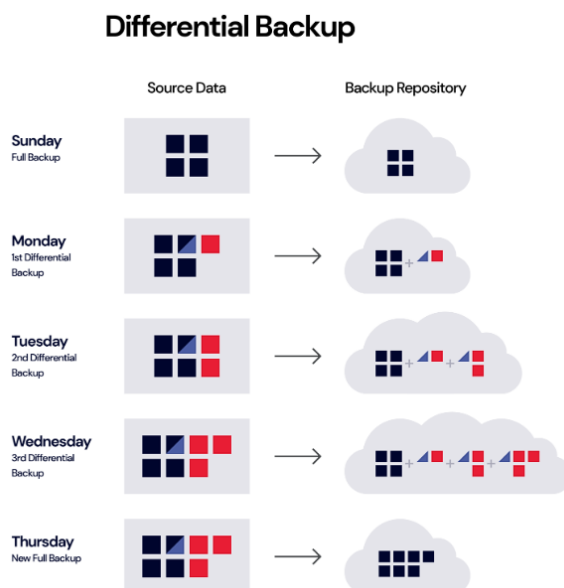 Differential Backup
Source Data
Backup Repository
Sunday
Full Backup
Monday
1st Differential
Backup
+
Tuesday
2nd Differential
Backup
+ +
Wednesday
3rd Differential
Backup
+ + +
Thursday
New Full Backup